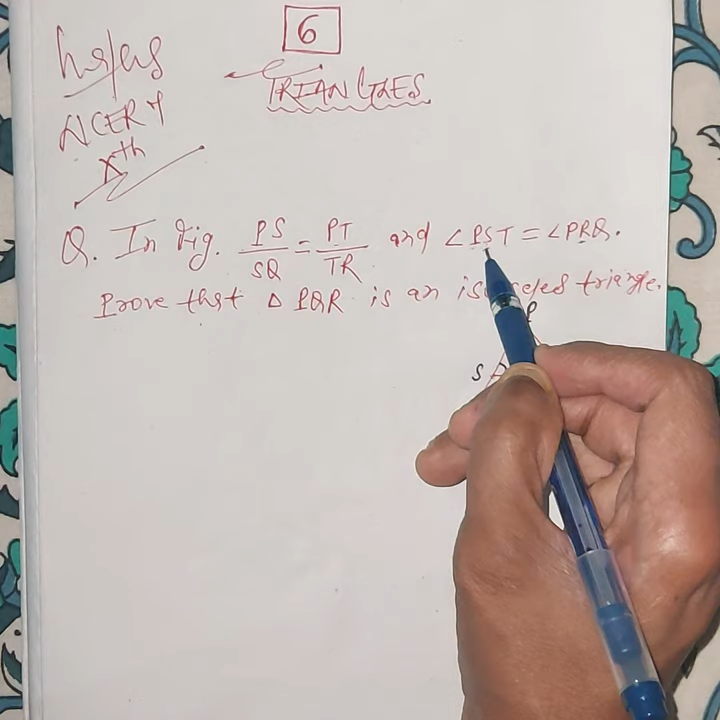 6
TRIANGLES
NCERT
Xth
Q. In Fig. PS/SQ = PT/TR and ∠PST = ∠PRQ.
Prove that △ PQR is an triangle.
P
S